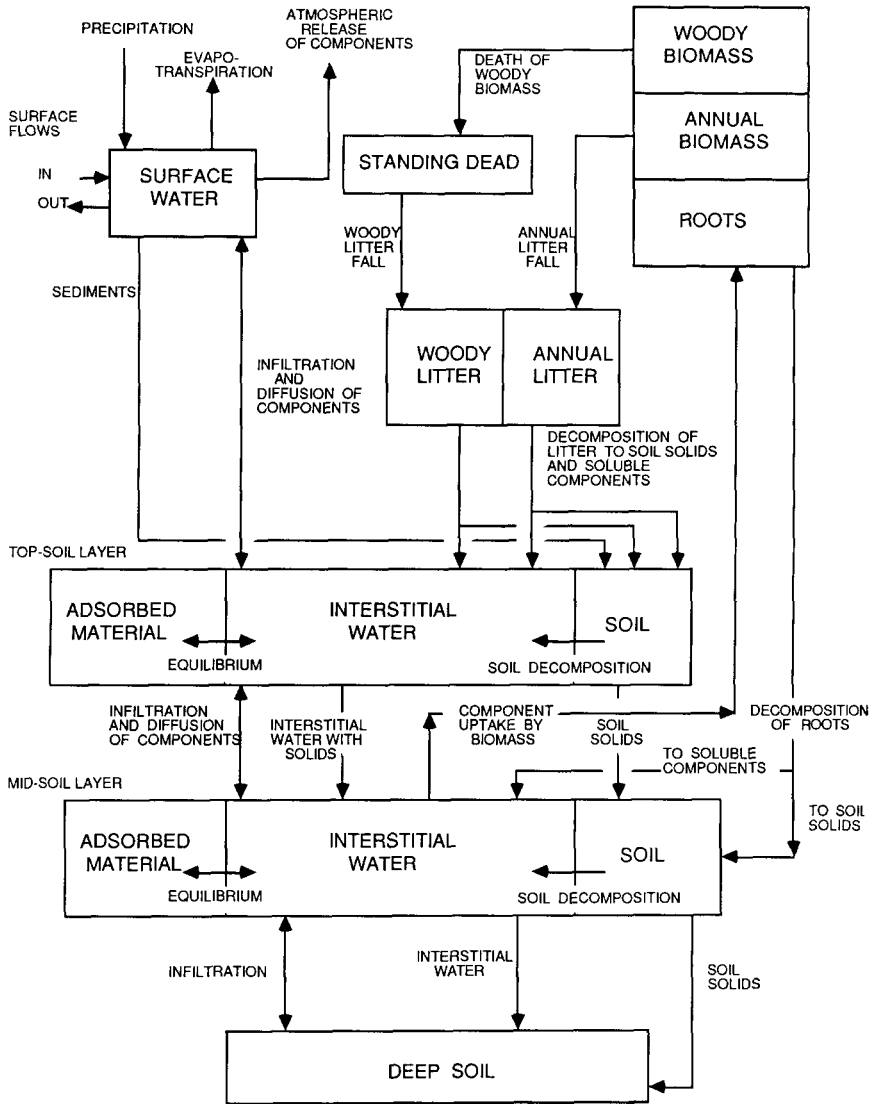 PRECIPITATION
ATMOSPHERIC
RELEASE
OF COMPONENTS
EVAPO-
TRANSPIRATION
SURFACE
FLOWS
IN
OUT
SURFACE
WATER
SEDIMENTS
DEATH OF
WOODY
BIOMASS
WOODY
BIOMASS
ANNUAL
BIOMASS
ROOTS
STANDING DEAD
WOODY
LITTER
FALL
ANNUAL
LITTER
FALL
INFILTRATION
AND
DIFFUSION OF
COMPONENTS
WOODY
LITTER
ANNUAL
LITTER
DECOMPOSITION OF
LITTER TO SOIL SOLIDS
AND SOLUBLE
COMPONENTS
TOP-SOIL LAYER
ADSORBED
MATERIAL
EQUILIBRIUM
INTERSTITIAL
WATER
SOIL
SOIL DECOMPOSITION
INFILTRATION
AND DIFFUSION
OF COMPONENTS
INTERSTITIAL
WATER WITH
SOLIDS
COMPONENT
UPTAKE BY
BIOMASS
SOIL
SOLIDS
DECOMPOSITION
OF ROOTS
TO SOLUBLE
COMPONENTS
TO SOIL
SOLIDS
MID-SOIL LAYER
ADSORBED
MATERIAL
EQUILIBRIUM
INTERSTITIAL
WATER
SOIL
SOIL DECOMPOSITION
INFILTRATION
INTERSTITIAL
WATER
SOIL
SOLIDS
DEEP SOIL